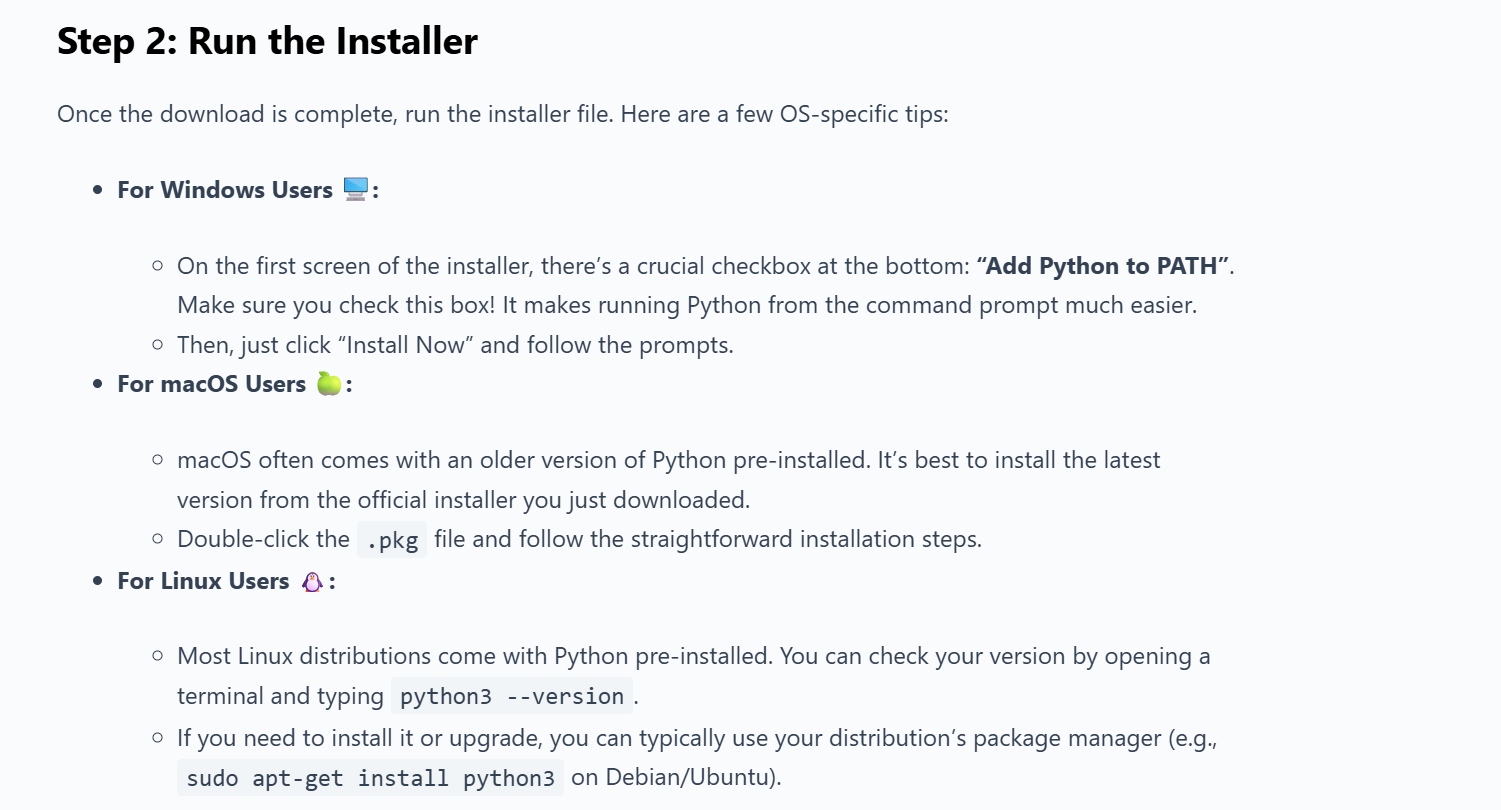 Step 2: Run the Installer
Once the download is complete, run the installer file. Here are a few OS-specific tips:
For Windows Users 🖥️:
On the first screen of the installer, there’s a crucial checkbox at the bottom: “Add Python to PATH”.
Make sure you check this box! It makes running Python from the command prompt much easier.
Then, just click “Install Now” and follow the prompts.
For macOS Users 🍏:
macOS often comes with an older version of Python pre-installed. It’s best to install the latest
version from the official installer you just downloaded.
Double-click the .pkg file and follow the straightforward installation steps.
For Linux Users 🐧:
Most Linux distributions come with Python pre-installed. You can check your version by opening a
terminal and typing python3 --version.
If you need to install it or upgrade, you can typically use your distribution’s package manager (e.g.,
sudo apt-get install python3 on Debian/Ubuntu).